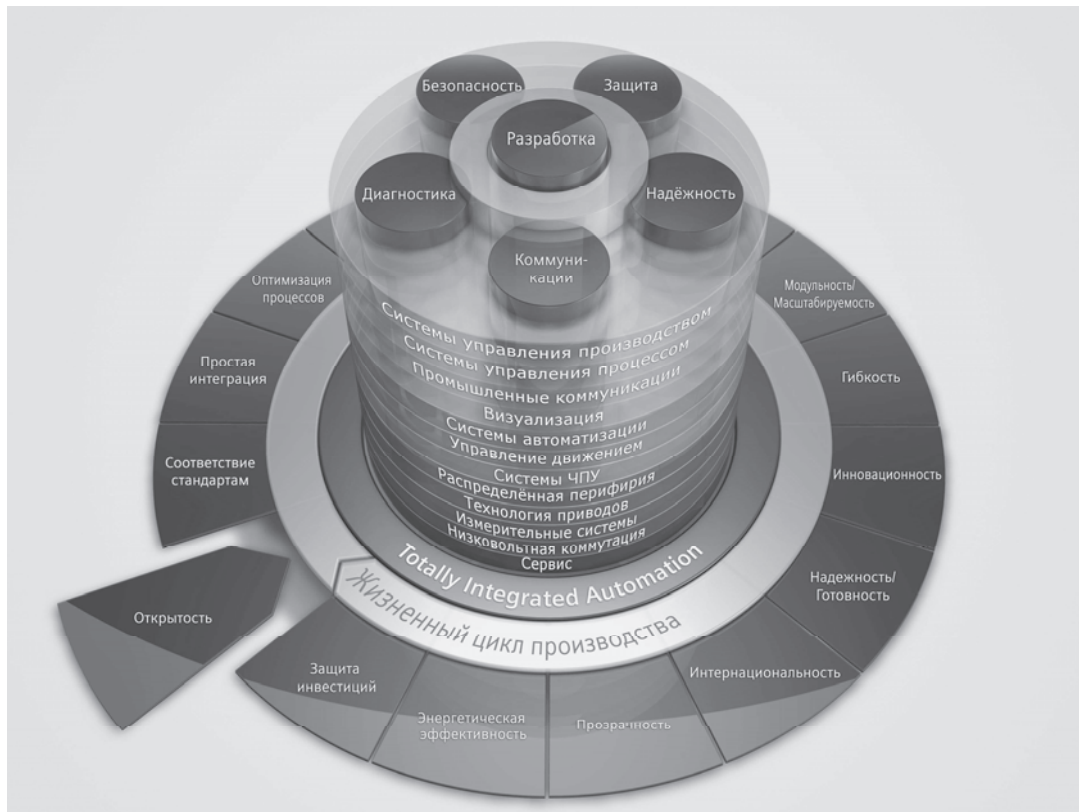 Безопасность
Защита
Разработка
Диагностика
Надёжность
Коммуни-
кации
Системы управления производством
Системы управления процессом
Промышленные коммуникации
Визуализация
Системы автоматизации
Управление движением
Системы ЧПУ
Распределённая перифирия
Технология приводов
Измерительные системы
Низковольтная коммутация
Сервис
Totally Integrated Automation
Жизненный цикл производства
Оптимизация
процессов
Простая
интеграция
Соответствие
стандартам
Открытость
Защита
инвестиций
Энергетическая
эффективность
Прозрачность
Интернациональность
Надежность/
Готовность
Инновационность
Гибкость
Модульность/
Масштабируемость